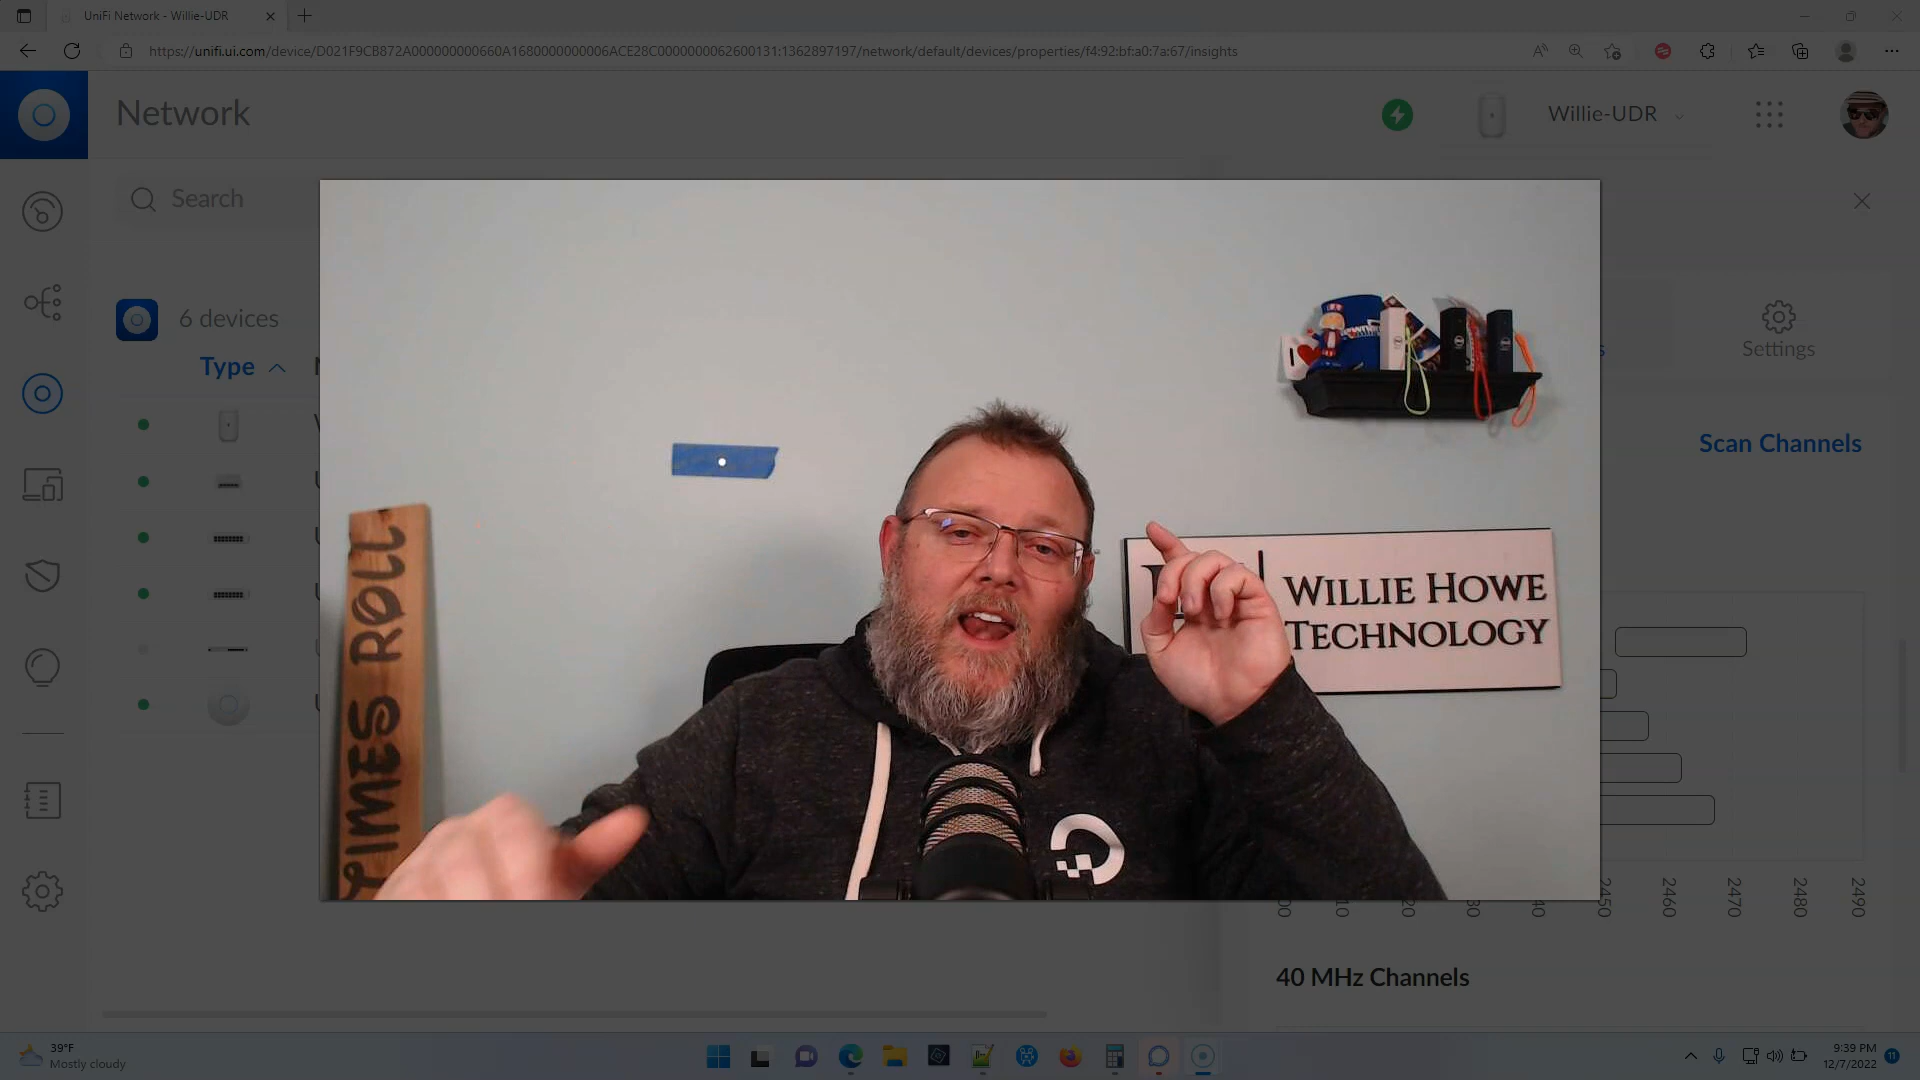 UniFi Network - Willie-UDR
https://unifi.ui.com/device/D021F9CB872A000000000660A1680000000006ACE28C0000000062600131:1362897197/network/default/devices/properties/f4:92:bf:a0:7a:67/insights
Network
Willie-UDR
Search
6 devices
Type
Settings
Scan Channels
TIMES ROLL
WILLIE HOWE
TECHNOLOGY
2450
2460
2470
2480
2490
40 MHz Channels
39°F
Mostly cloudy
9:39 PM
12/7/2022
11